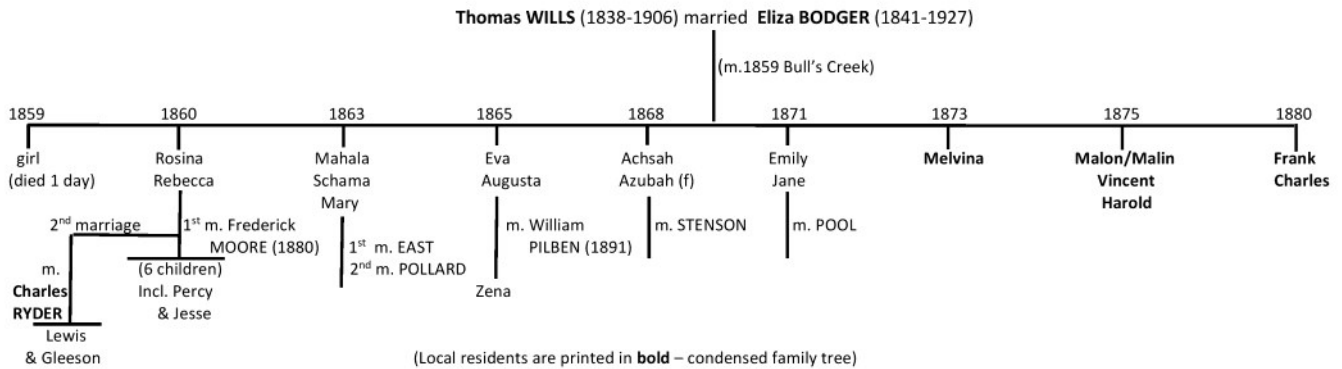 Thomas WILLS (1838-1906) married Eliza BODGER (1841-1927)
(m.1859 Bull's Creek)
1859 1860 1863 1865 1868 1871 1873 1875 1880
girl
(died 1 day)
Rosina
Rebecca
Mahala
Schama
Mary
Eva
Augusta
Achsah
Azubah (f)
Emily
Jane
Melvina
Malon/Malin
Vincent
Harold
Frank
Charles
2nd marriage
1st m. Frederick
MOORE (1880)
1st m. EAST
2nd m. POLLARD
m. William
PILBEN (1891)
m. STENSON
m. POOL
m.
Charles
RYDER
(6 children)
Incl. Percy
& Jesse
Zena
Lewis
& Gleeson
(Local residents are printed in bold – condensed family tree)